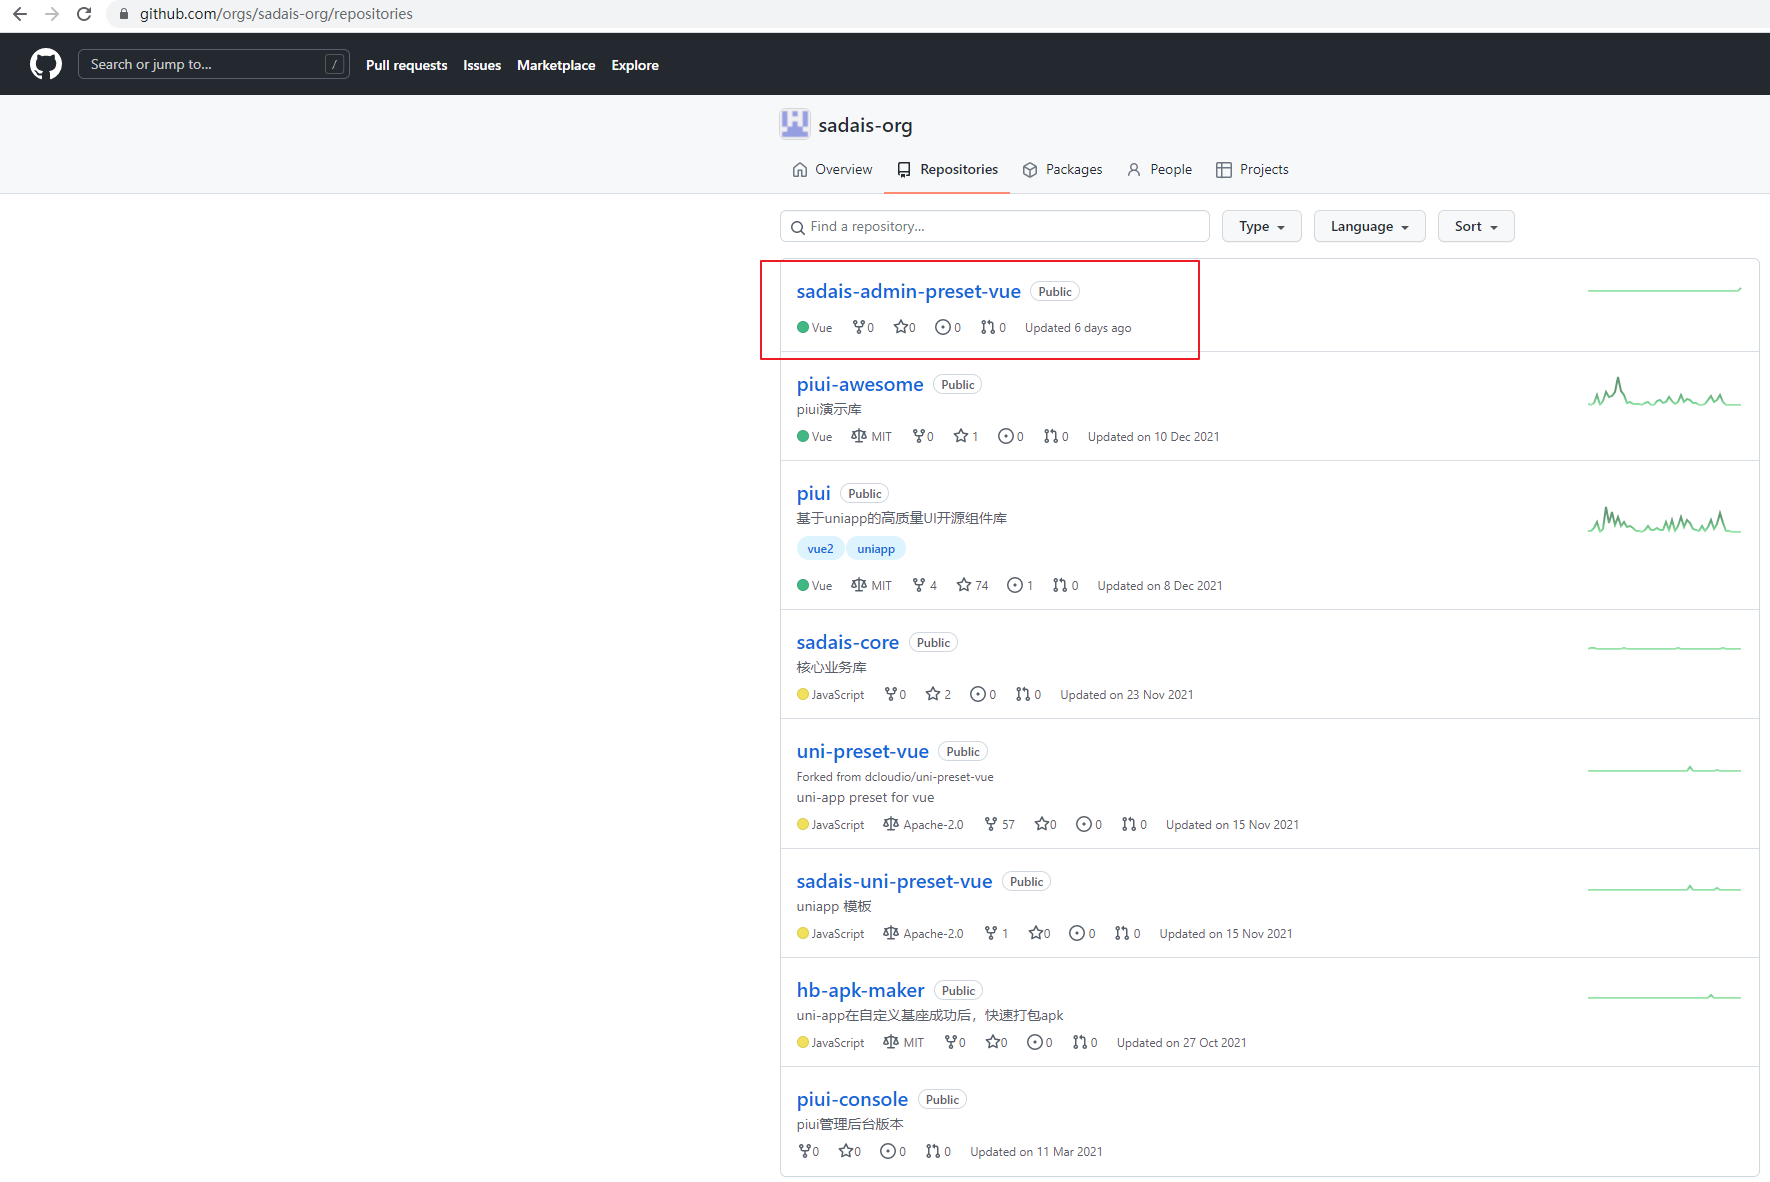 github.com/orgs/sadais-org/repositories
Search or jump to... /
Pull requests Issues Marketplace Explore
sadais-org
Overview Repositories Packages People Projects
Find a repository... Type Language Sort
sadais-admin-preset-vue Public
Vue 0 0 0 0 Updated 6 days ago
piui-awesome Public
piui演示库
Vue MIT 0 1 0 0 Updated on 10 Dec 2021
piui Public
基于uniapp的高质量UI开源组件库
vue2 uniapp
Vue MIT 4 74 1 0 Updated on 8 Dec 2021
sadais-core Public
核心业务库
JavaScript 0 2 0 0 Updated on 23 Nov 2021
uni-preset-vue Public
Forked from dcloudio/uni-preset-vue
uni-app preset for vue
JavaScript Apache-2.0 57 0 0 0 Updated on 15 Nov 2021
sadais-uni-preset-vue Public
uniapp 模板
JavaScript Apache-2.0 1 0 0 0 Updated on 15 Nov 2021
hb-apk-maker Public
uni-app在自定义基座成功后，快速打包apk
JavaScript MIT 0 0 0 0 Updated on 27 Oct 2021
piui-console Public
piui管理后台版本
0 0 0 0 Updated on 11 Mar 2021